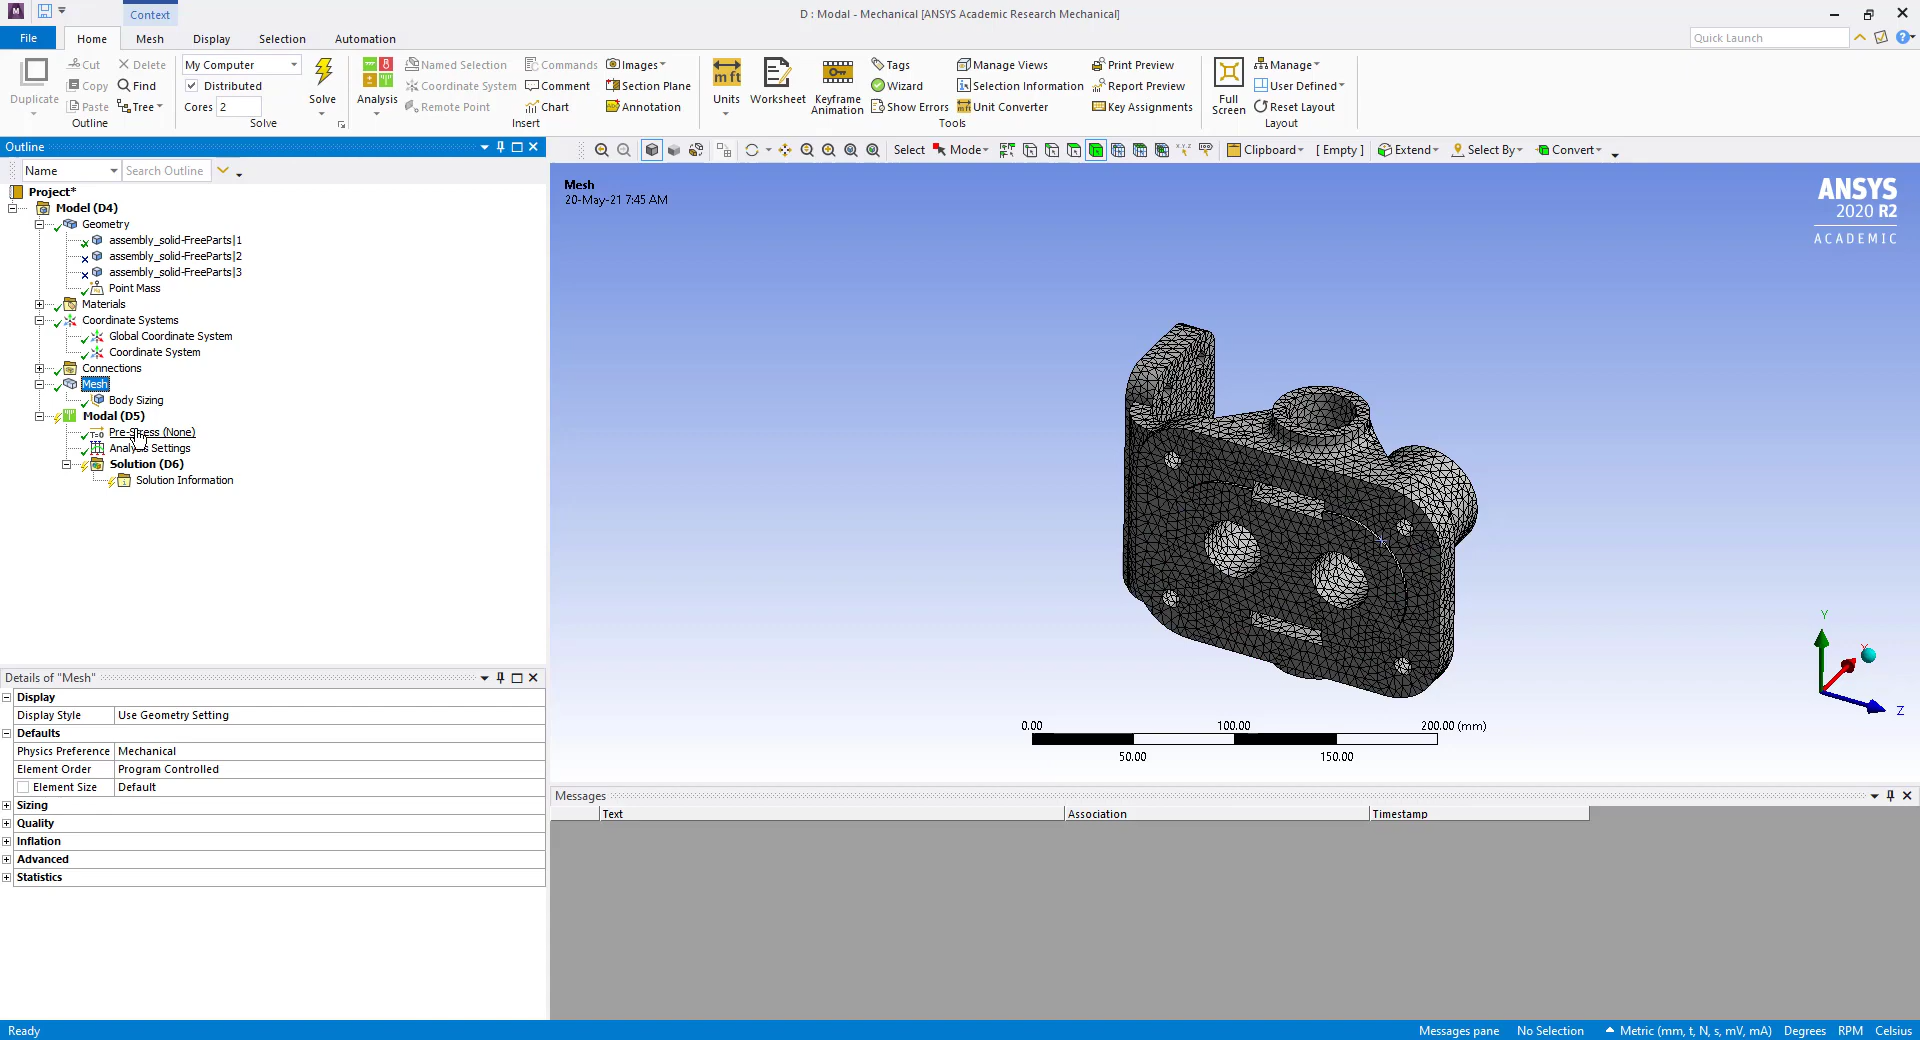 Context
D : Modal - Mechanical [ANSYS Academic Research Mechanical]
File Home Mesh Display Selection Automation
Quick Launch
Duplicate
Cut
Copy
Paste
Delete
Find
Tree
Outline
My Computer
Distributed
Cores 2
Solve
Solve
Analysis
Named Selection
Coordinate System
Remote Point
Commands
Comment
Chart
Images
Section Plane
Annotation
Insert
Units
Worksheet
Keyframe
Animation
Tags
Wizard
Show Errors
Manage Views
Selection Information
Unit Converter
Print Preview
Report Preview
Key Assignments
Tools
Full
Screen
Manage
User Defined
Reset Layout
Layout
Outline
Name Search Outline
Select Mode Clipboard [ Empty ] Extend Select By Convert
Project*
Model (D4)
Geometry
assembly_solid-FreeParts|1
assembly_solid-FreeParts|2
assembly_solid-FreeParts|3
Point Mass
Materials
Coordinate Systems
Global Coordinate System
Coordinate System
Connections
Mesh
Body Sizing
Modal (D5)
Pre-Stress (None)
Analysis Settings
Solution (D6)
Solution Information
Mesh
20-May-21 7:45 AM
ANSYS
2020 R2
ACADEMIC
Y
X
Z
0.00 100.00 200.00 (mm)
50.00 150.00
Details of "Mesh"
Display
Display Style Use Geometry Setting
Defaults
Physics Preference Mechanical
Element Order Program Controlled
Element Size Default
Sizing
Quality
Inflation
Advanced
Statistics
Messages
Text Association Timestamp
Ready Messages pane No Selection Metric (mm, t, N, s, mV, mA) Degrees RPM Celsius